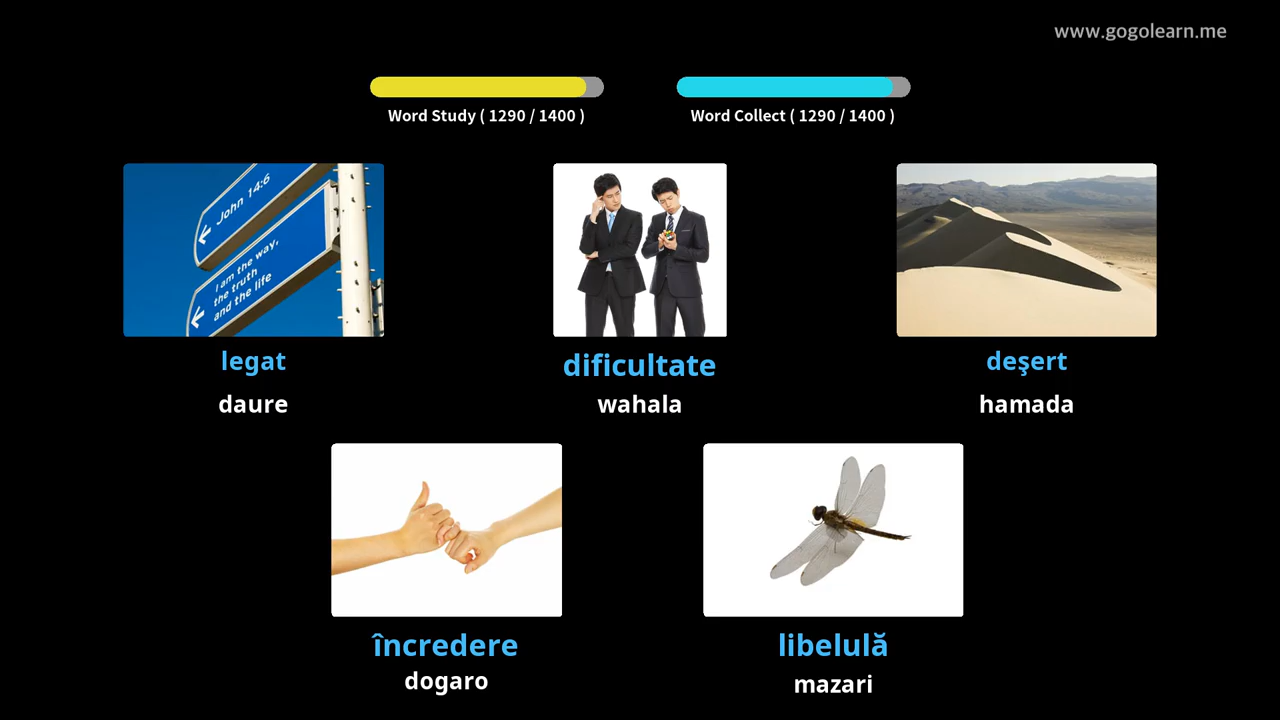 www.gogolearn.me
Word Study ( 1290 / 1400 )
Word Collect ( 1290 / 1400 )
John 14:6
I am the way,
the truth
and the life
legat
dificultate
deşert
daure
wahala
hamada
încredere
libelulă
dogaro
mazari